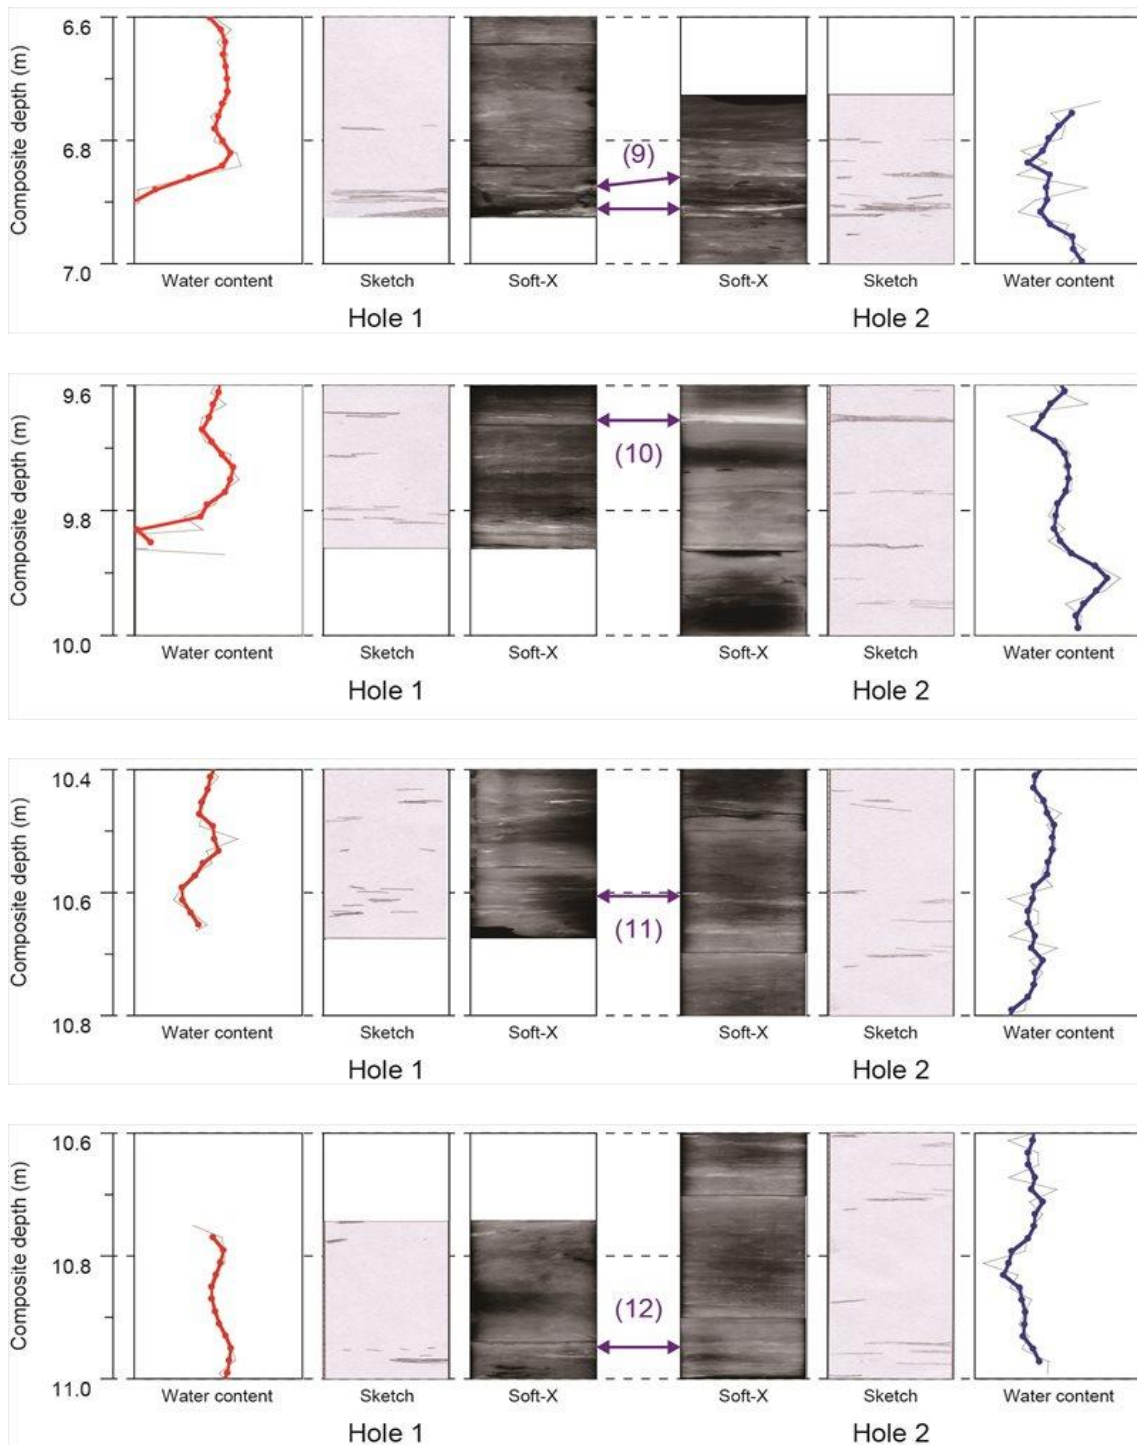 Composite depth (m)
6.6
6.8
7.0
(9)
Water content Sketch Soft-X Soft-X Sketch Water content
Hole 1 Hole 2
Composite depth (m)
9.6
9.8
10.0
(10)
Water content Sketch Soft-X Soft-X Sketch Water content
Hole 1 Hole 2
Composite depth (m)
10.4
10.6
10.8
(11)
Water content Sketch Soft-X Soft-X Sketch Water content
Hole 1 Hole 2
Composite depth (m)
10.6
10.8
11.0
(12)
Water content Sketch Soft-X Soft-X Sketch Water content
Hole 1 Hole 2